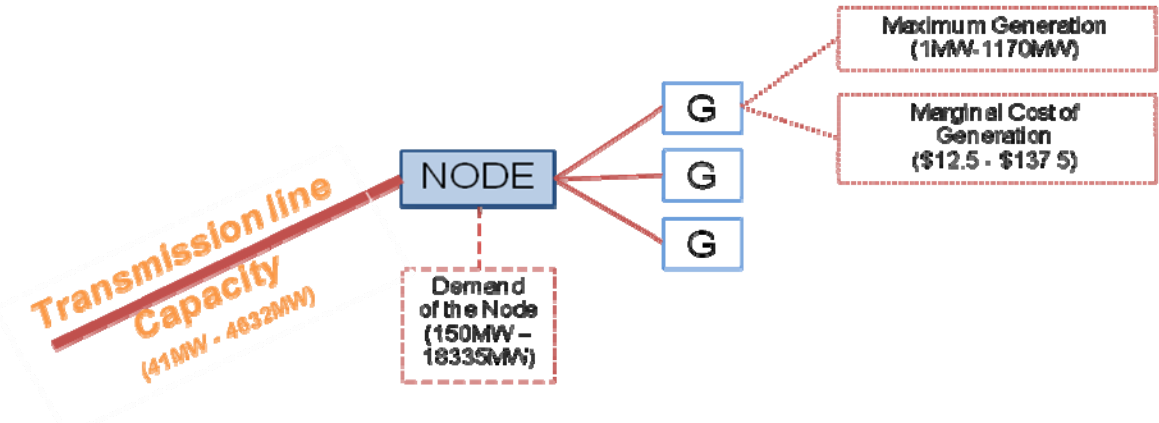 Maximum Generation
(1MW-1170MW)
G
Marginal Cost of
Generation
($12.5 - $137 5)
NODE
G
G
Transmission line
Capacity
(41MW - 4632MW)
Demand
of the Node
(150MW –
18335MW)